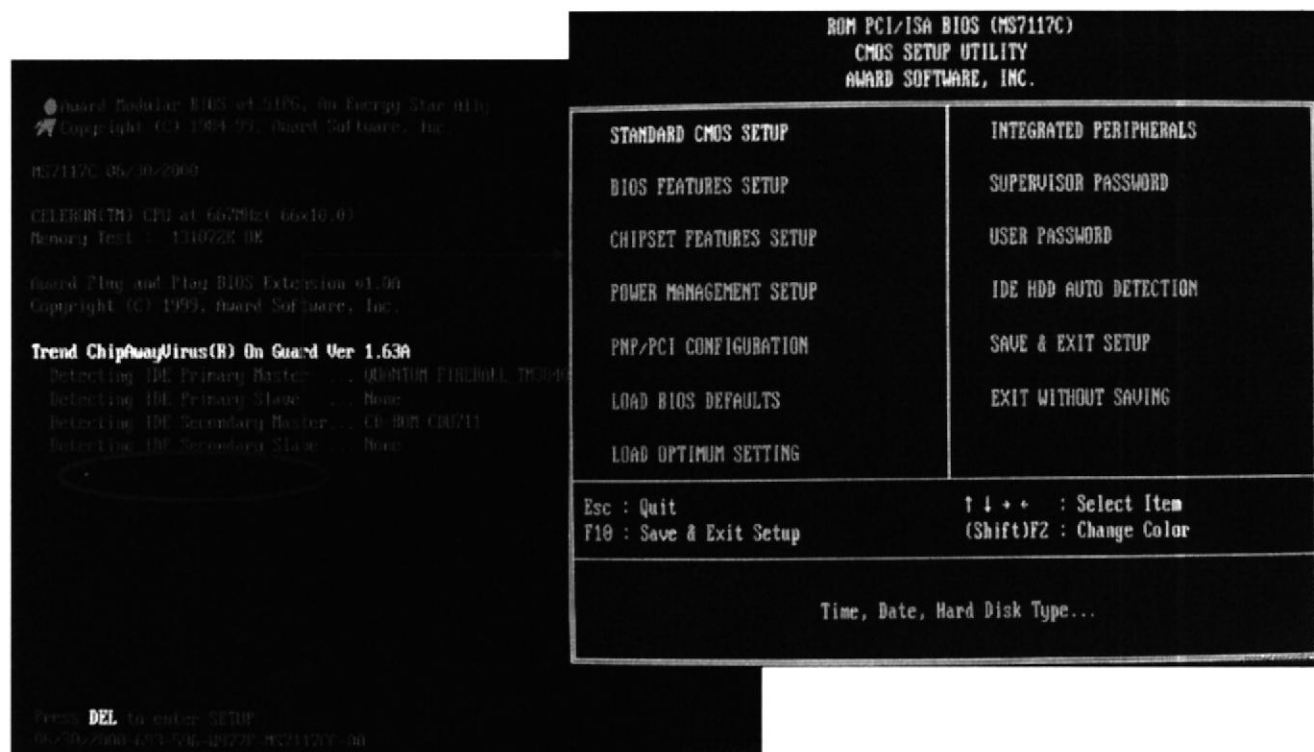 Award Modular BIOS v4.51PG, An Energy Star Ally
Copyright (C) 1984-99, Award Software, Inc.
MS7117C 06/30/2000
CELERON(TM) CPU at 667MHz( 66x10.0)
Memory Test : 131072K OK
Award Plug and Play BIOS Extension v1.0A
Copyright (C) 1999, Award Software, Inc.
Trend ChipAwayVirus(R) On Guard Ver 1.63A
Detecting IDE Primary Master ... QUANTUM FIREBALL
Detecting IDE Primary Slave ... None
Detecting IDE Secondary Master... CD-ROM CDU711
Detecting IDE Secondary Slave ... None
Press DEL to enter SETUP
ROM PCI/ISA BIOS (MS7117C)
CMOS SETUP UTILITY
AWARD SOFTWARE, INC.
STANDARD CMOS SETUP
BIOS FEATURES SETUP
CHIPSET FEATURES SETUP
POWER MANAGEMENT SETUP
PNP/PCI CONFIGURATION
LOAD BIOS DEFAULTS
LOAD OPTIMUM SETTING
INTEGRATED PERIPHERALS
SUPERVISOR PASSWORD
USER PASSWORD
IDE HDD AUTO DETECTION
SAVE & EXIT SETUP
EXIT WITHOUT SAVING
Esc : Quit
F10 : Save & Exit Setup
↑ ↓ → ← : Select Item
(Shift)F2 : Change Color
Time, Date, Hard Disk Type...